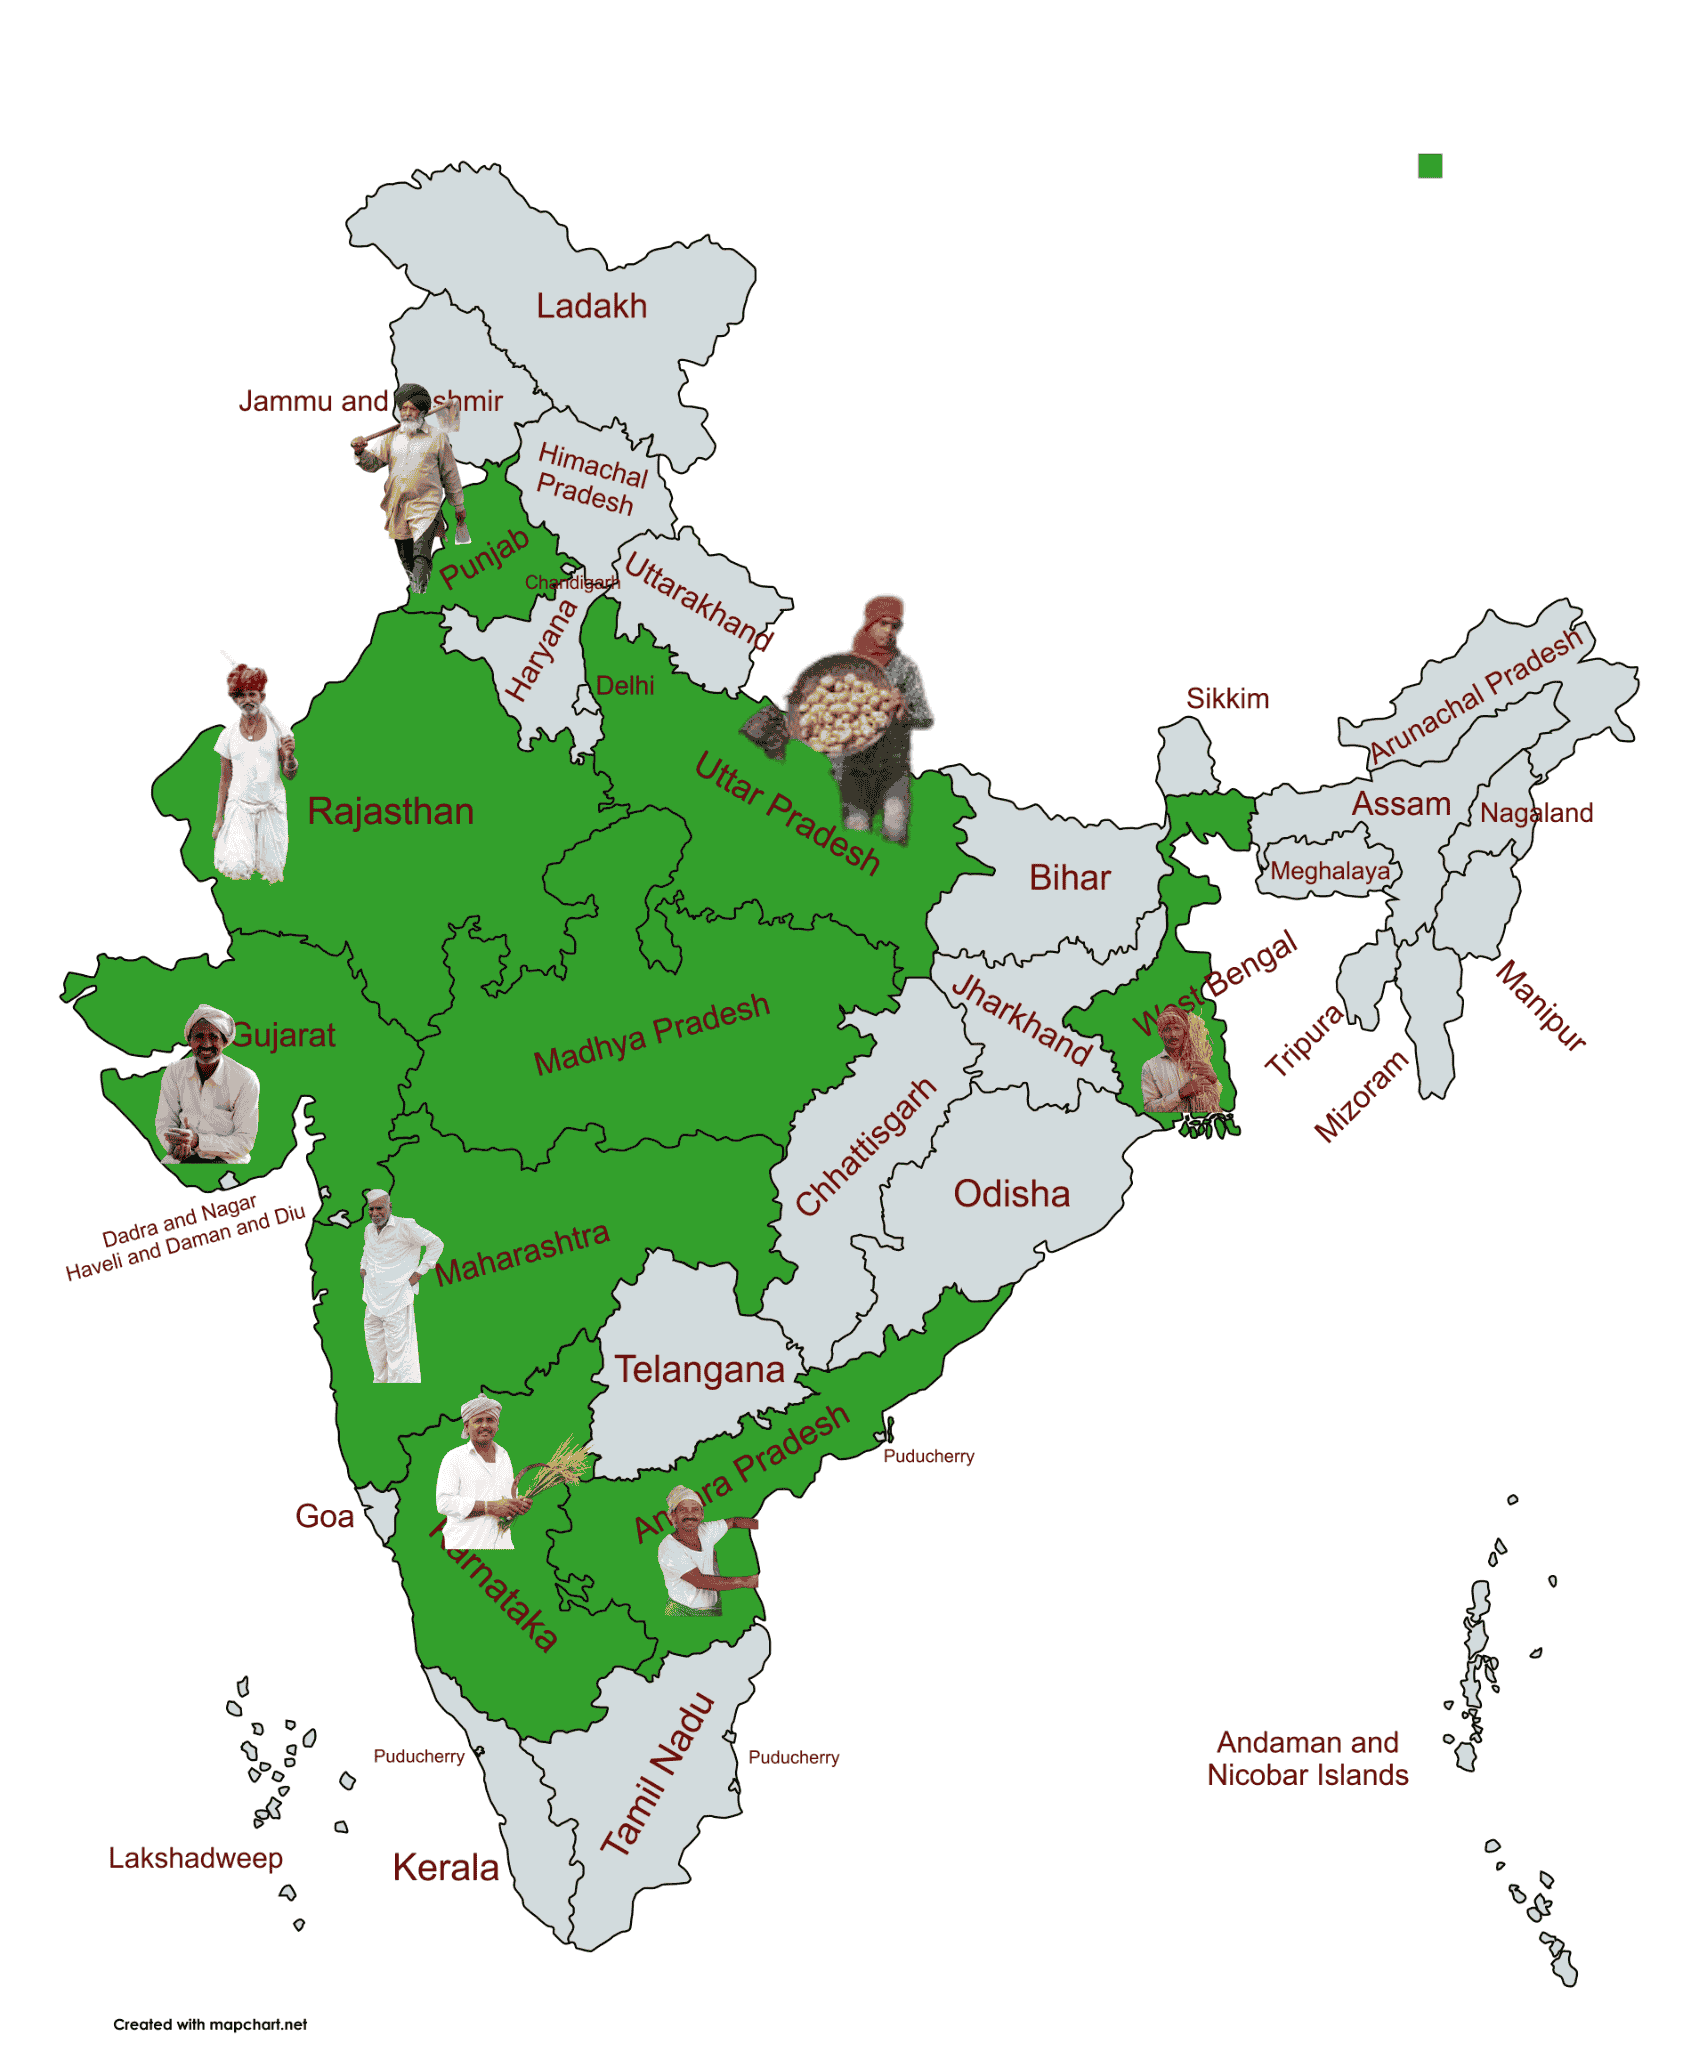 Ladakh
Jammu and shmir
Himachal
Pradesh
Punjab
Chandigarh
Uttarakhand
Haryana
Delhi
Sikkim
Arunachal Pradesh
Rajasthan
Uttar Pradesh
Assam
Nagaland
Bihar
Meghalaya
West Bengal
Jharkhand
Manipur
Tripura
Mizoram
Gujarat
Madhya Pradesh
Chhattisgarh
Odisha
Dadra and Nagar
Haveli and Daman and Diu
Maharashtra
Telangana
Andhra Pradesh
Puducherry
Goa
Karnataka
Puducherry
Puducherry
Tamil Nadu
Andaman and
Nicobar Islands
Lakshadweep
Kerala
Created with mapchart.net